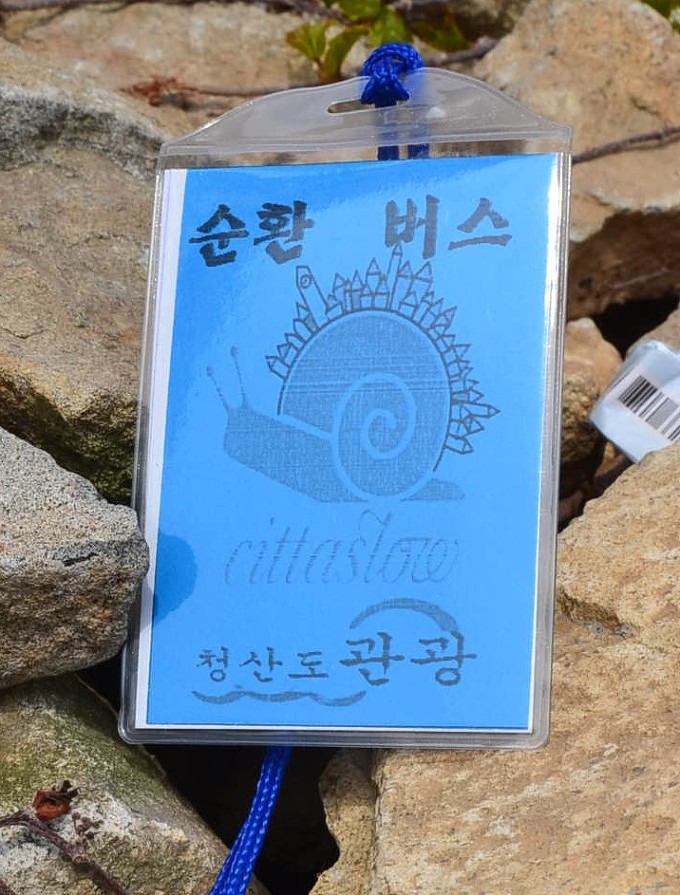 순환 버스
cittaslow
청산도 관광